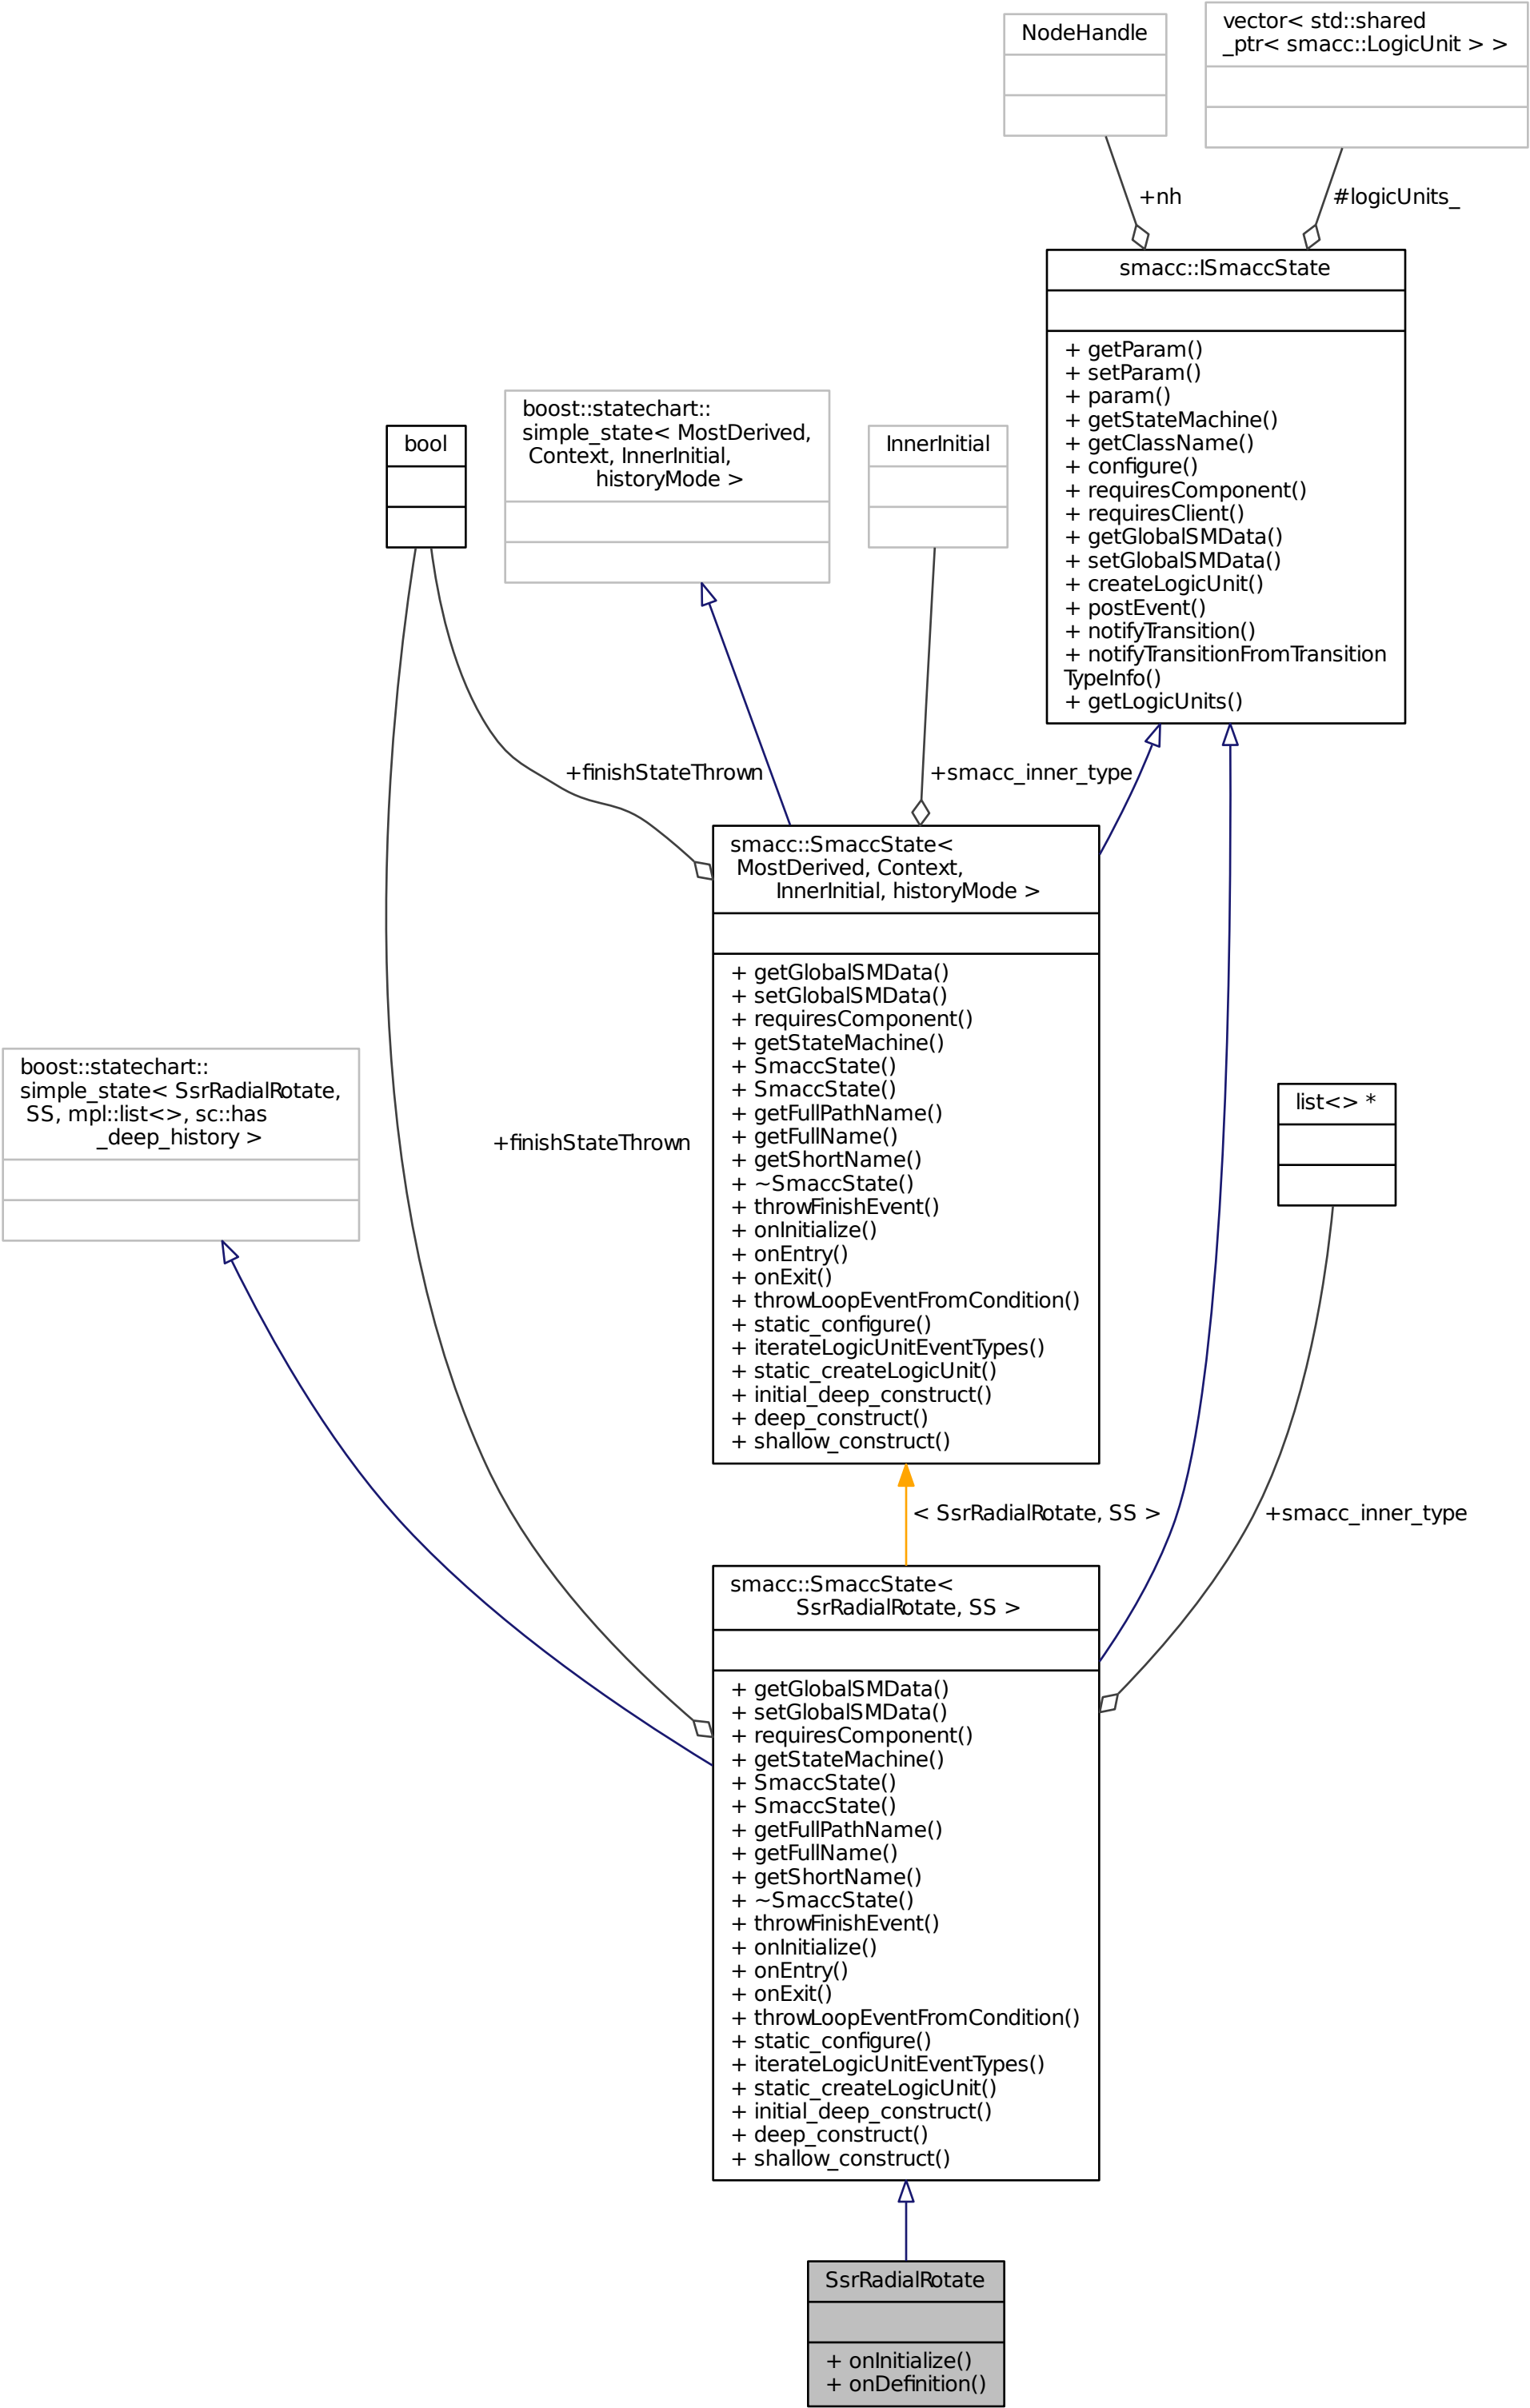 NodeHandle
vector< std::shared
_ptr< smacc::LogicUnit > >
+nh
#logicUnits_
smacc::ISmaccState
+ getParam()
+ setParam()
+ param()
+ getStateMachine()
+ getClassName()
+ configure()
+ requiresComponent()
+ requiresClient()
+ getGlobalSMData()
+ setGlobalSMData()
+ createLogicUnit()
+ postEvent()
+ notifyTransition()
+ notifyTransitionFromTransition
TypeInfo()
+ getLogicUnits()
bool
boost::statechart::
simple_state< MostDerived,
Context, InnerInitial,
historyMode >
InnerInitial
+finishStateThrown
+smacc_inner_type
smacc::SmaccState<
MostDerived, Context,
InnerInitial, historyMode >
+ getGlobalSMData()
+ setGlobalSMData()
+ requiresComponent()
+ getStateMachine()
+ SmaccState()
+ SmaccState()
+ getFullPathName()
+ getFullName()
+ getShortName()
+ ~SmaccState()
+ throwFinishEvent()
+ onInitialize()
+ onEntry()
+ onExit()
+ throwLoopEventFromCondition()
+ static_configure()
+ iterateLogicUnitEventTypes()
+ static_createLogicUnit()
+ initial_deep_construct()
+ deep_construct()
+ shallow_construct()
boost::statechart::
simple_state< SsrRadialRotate,
SS, mpl::list<>, sc::has
_deep_history >
+finishStateThrown
list<> *
< SsrRadialRotate, SS >
+smacc_inner_type
smacc::SmaccState<
SsrRadialRotate, SS >
+ getGlobalSMData()
+ setGlobalSMData()
+ requiresComponent()
+ getStateMachine()
+ SmaccState()
+ SmaccState()
+ getFullPathName()
+ getFullName()
+ getShortName()
+ ~SmaccState()
+ throwFinishEvent()
+ onInitialize()
+ onEntry()
+ onExit()
+ throwLoopEventFromCondition()
+ static_configure()
+ iterateLogicUnitEventTypes()
+ static_createLogicUnit()
+ initial_deep_construct()
+ deep_construct()
+ shallow_construct()
SsrRadialRotate
+ onInitialize()
+ onDefinition()